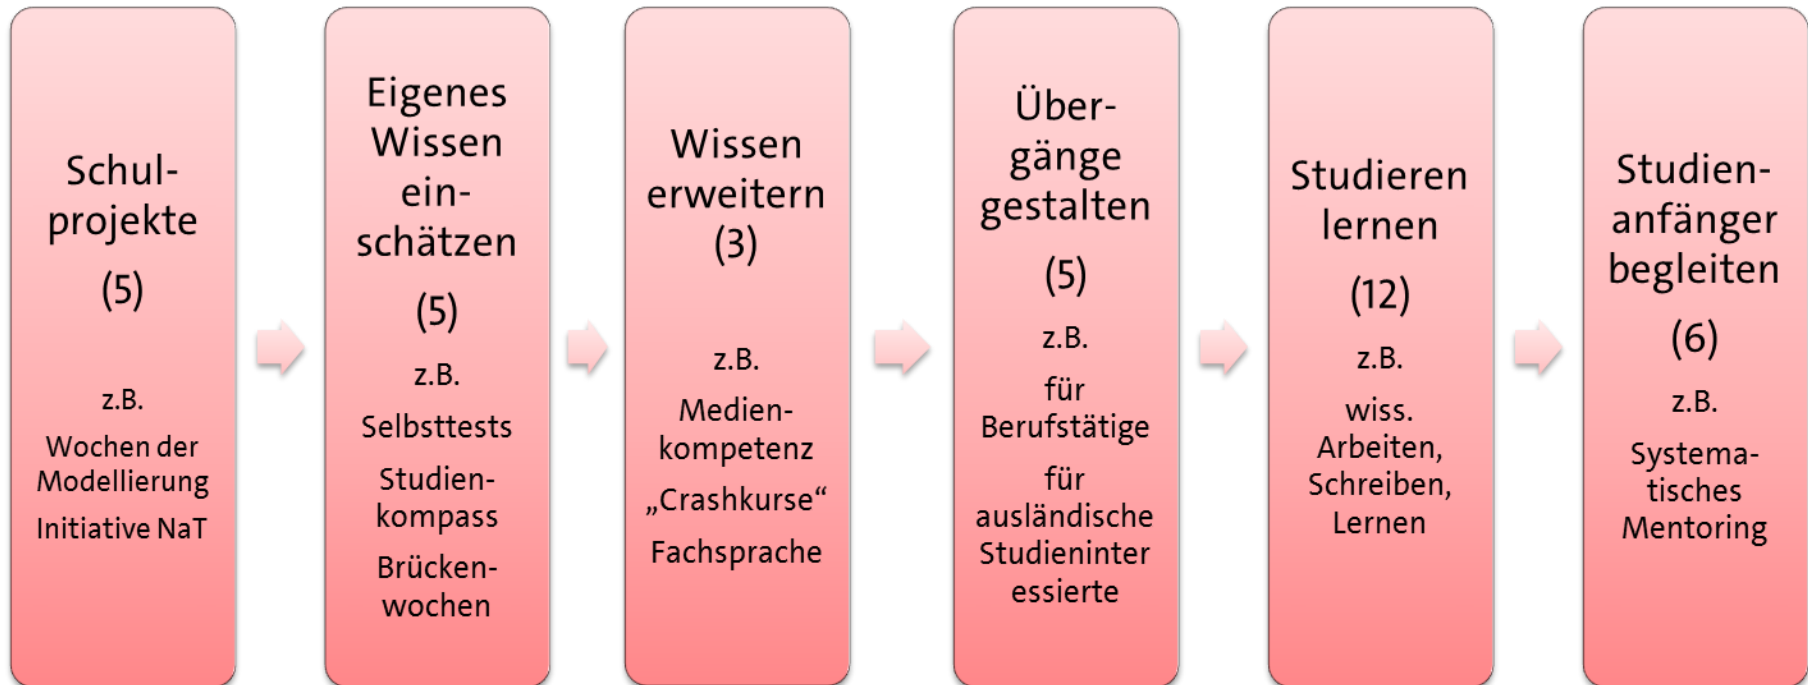 Schul-
projekte
(5)
z.B.
Wochen der
Modellierung
Initiative NaT
Eigenes
Wissen
ein-
schätzen
(5)
z.B.
Selbsttests
Studien-
kompass
Brücken-
wochen
Wissen
erweitern
(3)
z.B.
Medien-
kompetenz
„Crashkurse“
Fachsprache
Über-
gänge
gestalten
(5)
z.B.
für
Berufstätige
für
ausländische
Studieninter
essierte
Studieren
lernen
(12)
z.B.
wiss.
Arbeiten,
Schreiben,
Lernen
Studien-
anfänger
begleiten
(6)
z.B.
Systema-
tisches
Mentoring